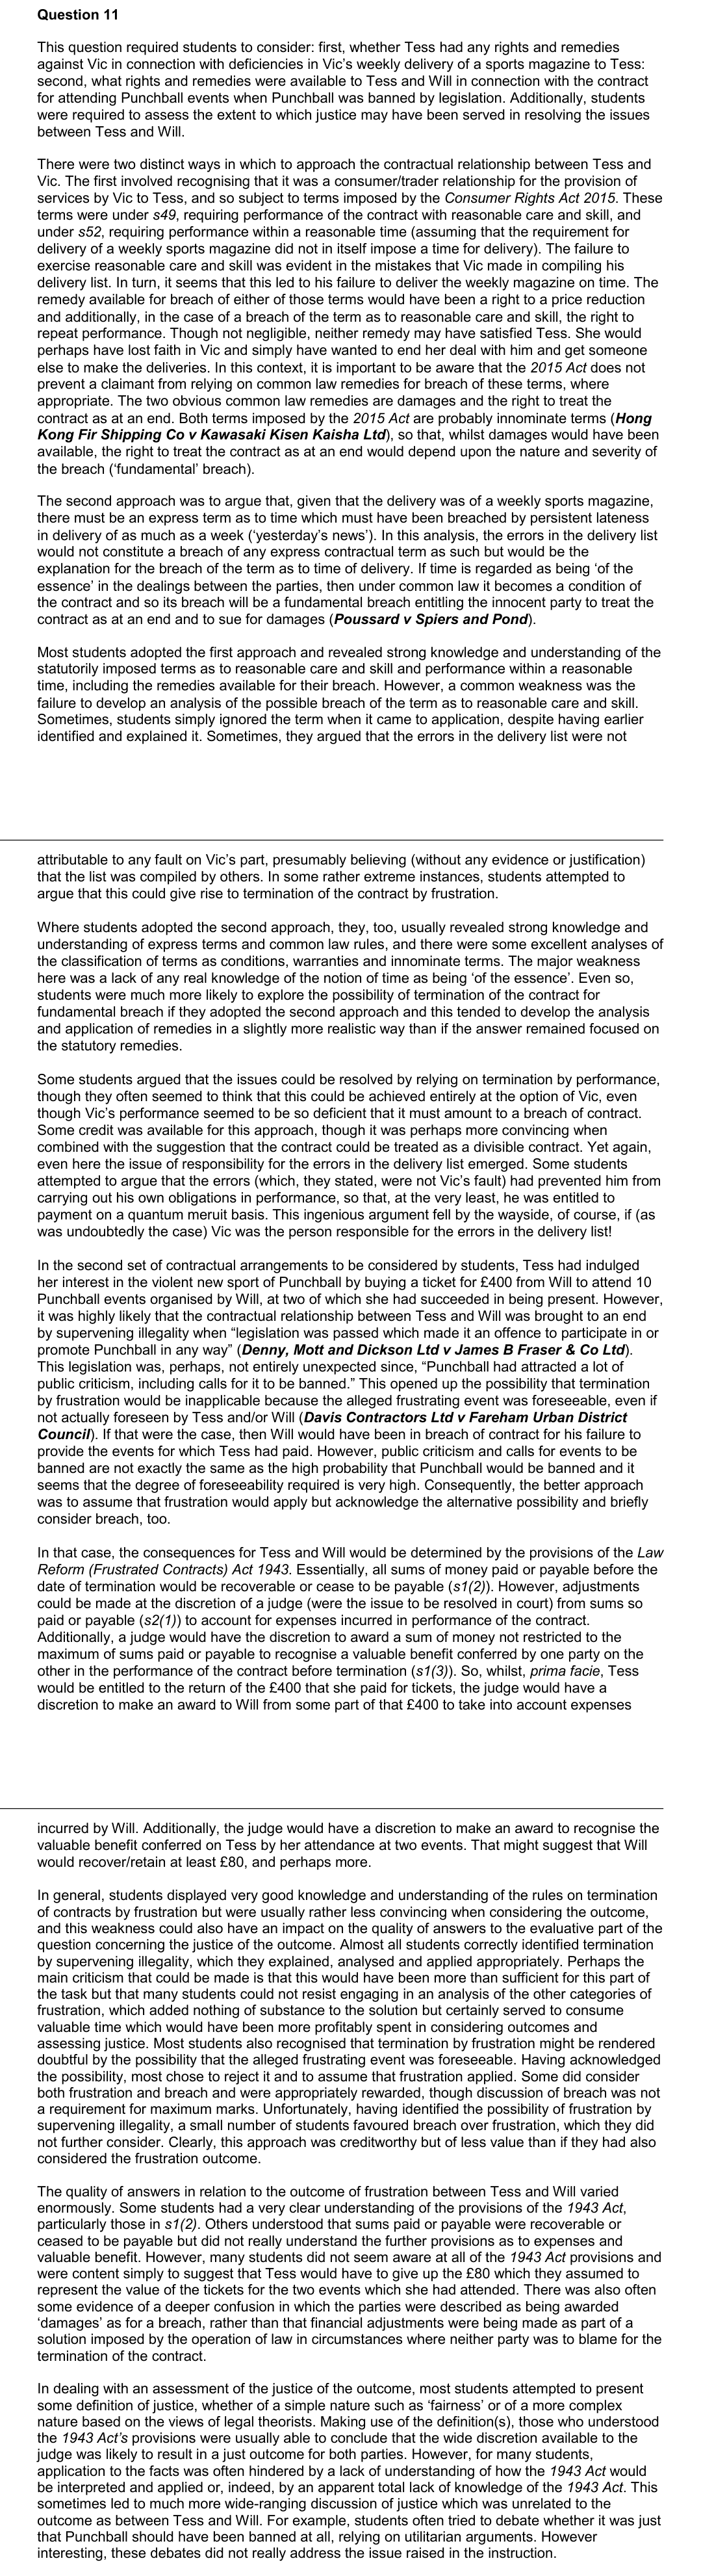 Question 11
This question required students to consider: first, whether Tess had any rights and remedies
against Vic in connection with deficiencies in Vic's weekly delivery of a sports magazine to Tess:
second, what rights and remedies were available to Tess and Will in connection with the contract
for attending Punchball events when Punchball was banned by legislation. Additionally, students
were required to assess the extent to which justice may have been served in resolving the issues
between Tess and Will.
There were two distinct ways in which to approach the contractual relationship between Tess and
Vic. The first involved recognising that it was a consumer/trader relationship for the provision of
services by Vic to Tess, and so subject to terms imposed by the Consumer Rights Act 2015. These
terms were under s49, requiring performance of the contract with reasonable care and skill, and
under s52, requiring performance within a reasonable time (assuming that the requirement for
delivery of a weekly sports magazine did not in itself impose a time for delivery). The failure to
exercise reasonable care and skill was evident in the mistakes that Vic made in compiling his
delivery list. In turn, it seems that this led to his failure to deliver the weekly magazine on time. The
remedy available for breach of either of those terms would have been a right to a price reduction
and additionally, in the case of a breach of the term as to reasonable care and skill, the right to
repeat performance. Though not negligible, neither remedy may have satisfied Tess. She would
perhaps have lost faith in Vic and simply have wanted to end her deal with him and get someone
else to make the deliveries. In this context, it is important to be aware that the 2015 Act does not
prevent a claimant from relying on common law remedies for breach of these terms, where
appropriate. The two obvious common law remedies are damages and the right to treat the
contract as at an end. Both terms imposed by the 2015 Act are probably innominate terms (Hong
Kong Fir Shipping Co v Kawasaki Kisen Kaisha Ltd), so that, whilst damages would have been
available, the right to treat the contract as at an end would depend upon the nature and severity of
the breach ('fundamental' breach).
The second approach was to argue that, given that the delivery was of a weekly sports magazine,
there must be an express term as to time which must have been breached by persistent lateness
in delivery of as much as a week ('yesterday's news'). In this analysis, the errors in the delivery list
would not constitute a breach of any express contractual term as such but would be the
explanation for the breach of the term as to time of delivery. If time is regarded as being 'of the
essence' in the dealings between the parties, then under common law it becomes a condition of
the contract and so its breach will be a fundamental breach entitling the innocent party to treat the
contract as at an end and to sue for damages (Poussard v Spiers and Pond).
Most students adopted the first approach and revealed strong knowledge and understanding of the
statutorily imposed terms as to reasonable care and skill and performance within a reasonable
time, including the remedies available for their breach. However, a common weakness was the
failure to develop an analysis of the possible breach of the term as to reasonable care and skill.
Sometimes, students simply ignored the term when it came to application, despite having earlier
identified and explained it. Sometimes, they argued that the errors in the delivery list were not
attributable to any fault on Vic's part, presumably believing (without any evidence or justification)
that the list was compiled by others. In some rather extreme instances, students attempted to
argue that this could give rise to termination of the contract by frustration.
Where students adopted the second approach, they, too, usually revealed strong knowledge and
understanding of express terms and common law rules, and there were some excellent analyses of
the classification of terms as conditions, warranties and innominate terms. The major weakness
here was a lack of any real knowledge of the notion of time as being 'of the essence'. Even so,
students were much more likely to explore the possibility of termination of the contract for
fundamental breach if they adopted the second approach and this tended to develop the analysis
and application of remedies in a slightly more realistic way than if the answer remained focused on
the statutory remedies.
Some students argued that the issues could be resolved by relying on termination by performance,
though they often seemed to think that this could be achieved entirely at the option of Vic, even
though Vic's performance seemed to be so deficient that it must amount to a breach of contract.
Some credit was available for this approach, though it was perhaps more convincing when
combined with the suggestion that the contract could be treated as a divisible contract. Yet again,
even here the issue of responsibility for the errors in the delivery list emerged. Some students
attempted to argue that the errors (which, they stated, were not Vic's fault) had prevented him from
carrying out his own obligations in performance, so that, at the very least, he was entitled to
payment on a quantum meruit basis. This ingenious argument fell by the wayside, of course, if (as
was undoubtedly the case) Vic was the person responsible for the errors in the delivery list!
In the second set of contractual arrangements to be considered by students, Tess had indulged
her interest in the violent new sport of Punchball by buying a ticket for £400 from Will to attend 10
Punchball events organised by Will, at two of which she had succeeded in being present. However,
it was highly likely that the contractual relationship between Tess and Will was brought to an end
by supervening illegality when "legislation was passed which made it an offence to participate in or
promote Punchball in any way" (Denny, Mott and Dickson Ltd v James B Fraser & Co Ltd).
This legislation was, perhaps, not entirely unexpected since, "Punchball had attracted a lot of
public criticism, including calls for it to be banned." This opened up the possibility that termination
by frustration would be inapplicable because the alleged frustrating event was foreseeable, even if
not actually foreseen by Tess and/or Will (Davis Contractors Ltd v Fareham Urban District
Council). If that were the case, then Will would have been in breach of contract for his failure to
provide the events for which Tess had paid. However, public criticism and calls for events to be
banned are not exactly the same as the high probability that Punchball would be banned and it
seems that the degree of foreseeability required is very high. Consequently, the better approach
was to assume that frustration would apply but acknowledge the alternative possibility and briefly
consider breach, too.
In that case, the consequences for Tess and Will would be determined by the provisions of the Law
Reform (Frustrated Contracts) Act 1943. Essentially, all sums of money paid or payable before the
date of termination would be recoverable or cease to be payable (s1(2)). However, adjustments
could be made at the discretion of a judge (were the issue to be resolved in court) from sums so
paid or payable (s2(1)) to account for expenses incurred in performance of the contract.
Additionally, a judge would have the discretion to award a sum of money not restricted to the
maximum of sums paid or payable to recognise a valuable benefit conferred by one party on the
other in the performance of the contract before termination (s1(3)). So, whilst, prima facie, Tess
would be entitled to the return of the £400 that she paid for tickets, the judge would have a
discretion to make an award to Will from some part of that £400 to take into account expenses
incurred by Will. Additionally, the judge would have a discretion to make an award to recognise the
valuable benefit conferred on Tess by her attendance at two events. That might suggest that Will
would recover/retain at least £80, and perhaps more.
In general, students displayed very good knowledge and understanding of the rules on termination
of contracts by frustration but were usually rather less convincing when considering the outcome,
and this weakness could also have an impact on the quality of answers to the evaluative part of the
question concerning the justice of the outcome. Almost all students correctly identified termination
by supervening illegality, which they explained, analysed and applied appropriately. Perhaps the
main criticism that could be made is that this would have been more than sufficient for this part of
the task but that many students could not resist engaging in an analysis of the other categories of
frustration, which added nothing of substance to the solution but certainly served to consume
valuable time which would have been more profitably spent in considering outcomes and
assessing justice. Most students also recognised that termination by frustration might be rendered
doubtful by the possibility that the alleged frustrating event was foreseeable. Having acknowledged
the possibility, most chose to reject it and to assume that frustration applied. Some did consider
both frustration and breach and were appropriately rewarded, though discussion of breach was not
a requirement for maximum marks. Unfortunately, having identified the possibility of frustration by
supervening illegality, a small number of students favoured breach over frustration, which they did
not further consider. Clearly, this approach was creditworthy but of less value than if they had also
considered the frustration outcome.
The quality of answers in relation to the outcome of frustration between Tess and Will varied
enormously. Some students had a very clear understanding of the provisions of the 1943 Act,
particularly those in s1(2). Others understood that sums paid or payable were recoverable or
ceased to be payable but did not really understand the further provisions as to expenses and
valuable benefit. However, many students did not seem aware at all of the 1943 Act provisions and
were content simply to suggest that Tess would have to give up the £80 which they assumed to
represent the value of the tickets for the two events which she had attended. There was also often
some evidence of a deeper confusion in which the parties were described as being awarded
'damages' as for a breach, rather than that financial adjustments were being made as part of a
solution imposed by the operation of law in circumstances where neither party was to blame for the
termination of the contract.
In dealing with an assessment of the justice of the outcome, most students attempted to present
some definition of justice, whether of a simple nature such as 'fairness' or of a more complex
nature based on the views of legal theorists. Making use of the definition(s), those who understood
the 1943 Act's provisions were usually able to conclude that the wide discretion available to the
judge was likely to result in a just outcome for both parties. However, for many students,
application to the facts was often hindered by a lack of understanding of how the 1943 Act would
be interpreted and applied or, indeed, by an apparent total lack of knowledge of the 1943 Act. This
sometimes led to much more wide-ranging discussion of justice which was unrelated to the
outcome as between Tess and Will. For example, students often tried to debate whether it was just
that Punchball should have been banned at all, relying on utilitarian arguments. However
interesting, these debates did not really address the issue raised in the instruction.